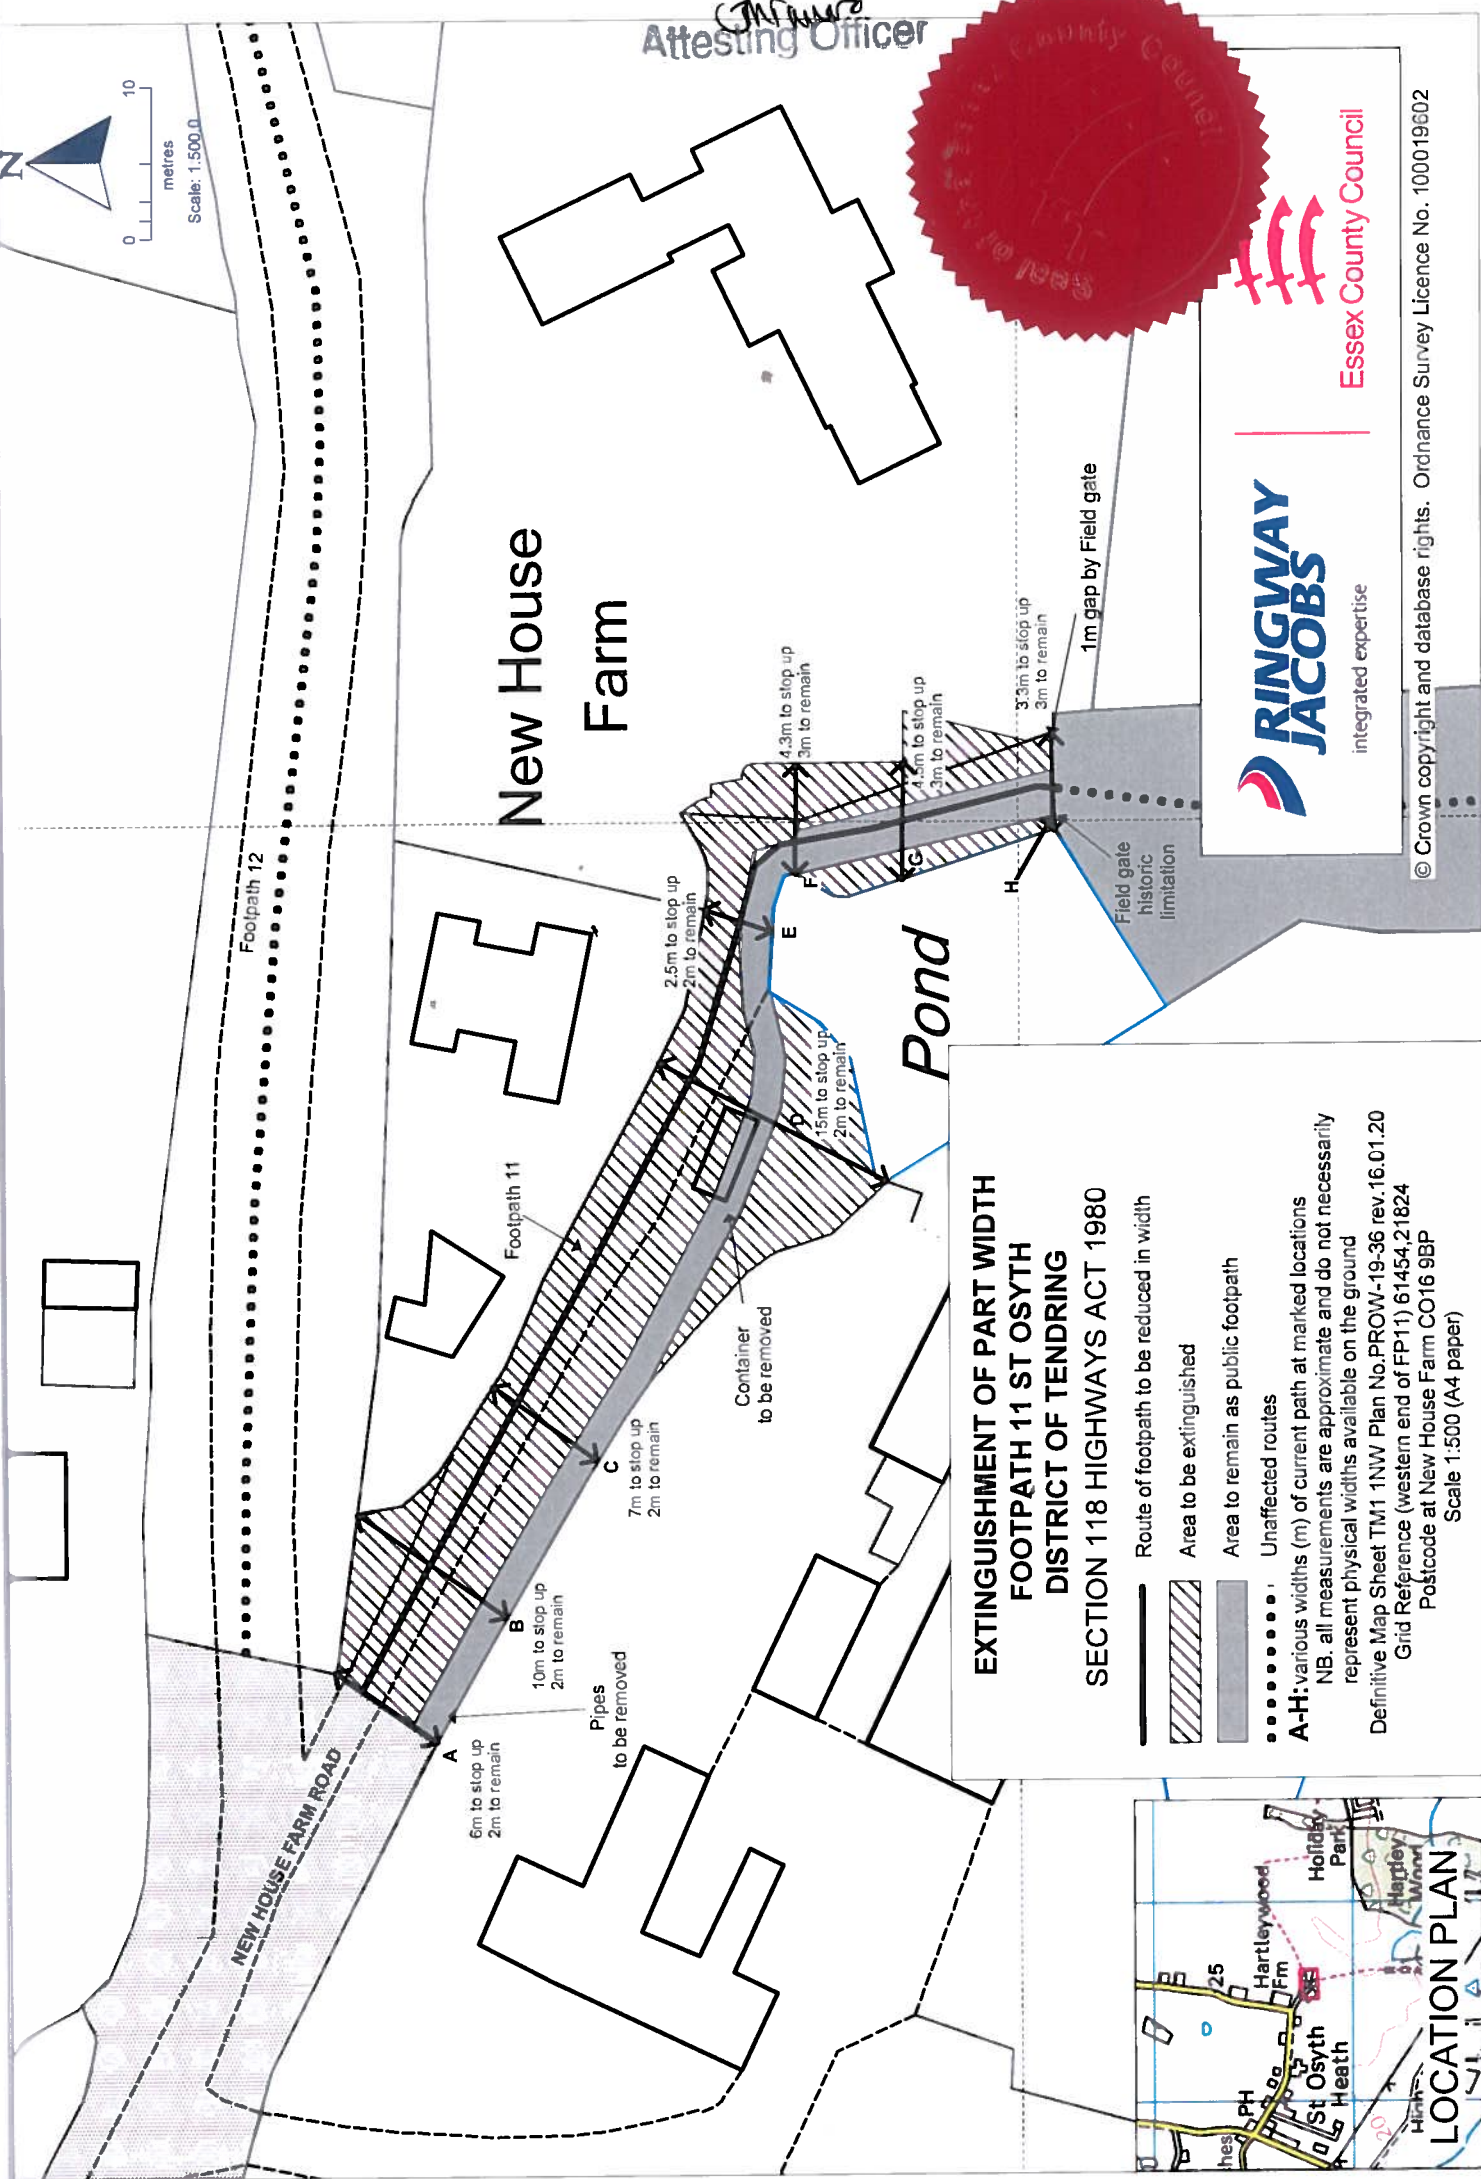 Attesting Officer
N
0 10
metres
Scale: 1:500.0
Footpath 12
New House
Farm
NEW HOUSE FARM ROAD
Footpath 11
A
6m to stop up
2m to remain
Pipes
to be removed
B
10m to stop up
2m to remain
C
7m to stop up
2m to remain
Container
to be removed
D
15m to stop up
2m to remain
2.5m to stop up
2m to remain
E
4.3m to stop up
3m to remain
F
G
4.5m to stop up
3m to remain
3.3m to stop up
3m to remain
H
1m gap by Field gate
Field gate
historic
limitation
Pond
County Council
Seal of
EXTINGUISHMENT OF PART WIDTH
FOOTPATH 11 ST OSYTH
DISTRICT OF TENDRING
SECTION 118 HIGHWAYS ACT 1980
Route of footpath to be reduced in width
Area to be extinguished
Area to remain as public footpath
Unaffected routes
A-H: various widths (m) of current path at marked locations
NB. all measurements are approximate and do not necessarily
represent physical widths available on the ground
Definitive Map Sheet TM1 1NW Plan No.PROW-19-36 rev.16.01.20
Grid Reference (western end of FP11) 61454,21824
Postcode at New House Farm CO16 9BP
Scale 1:500 (A4 paper)
RINGWAY
JACOBS
integrated expertise
Essex County Council
© Crown copyright and database rights. Ordnance Survey Licence No. 100019602
PH
25
Hartleywood
Fm
St Osyth
Heath
Holiday
Park
Hartley
Wood
20
LOCATION PLAN